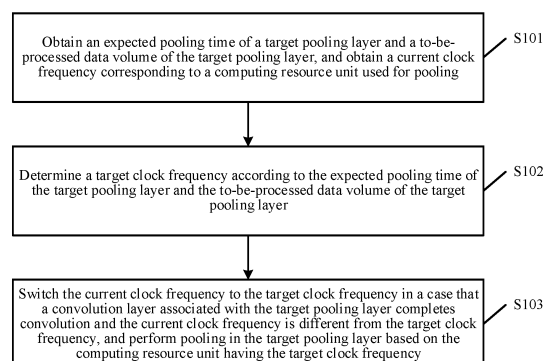 Obtain an expected pooling time of a target pooling layer and a to-be-
processed data volume of the target pooling layer, and obtain a current clock
frequency corresponding to a computing resource unit used for pooling
S101
Determine a target clock frequency according to the expected pooling time of
the target pooling layer and the to-be-processed data volume of the target
pooling layer
S102
Switch the current clock frequency to the target clock frequency in a case that
a convolution layer associated with the target pooling layer completes
convolution and the current clock frequency is different from the target clock
frequency, and perform pooling in the target pooling layer based on the
computing resource unit having the target clock frequency
S103